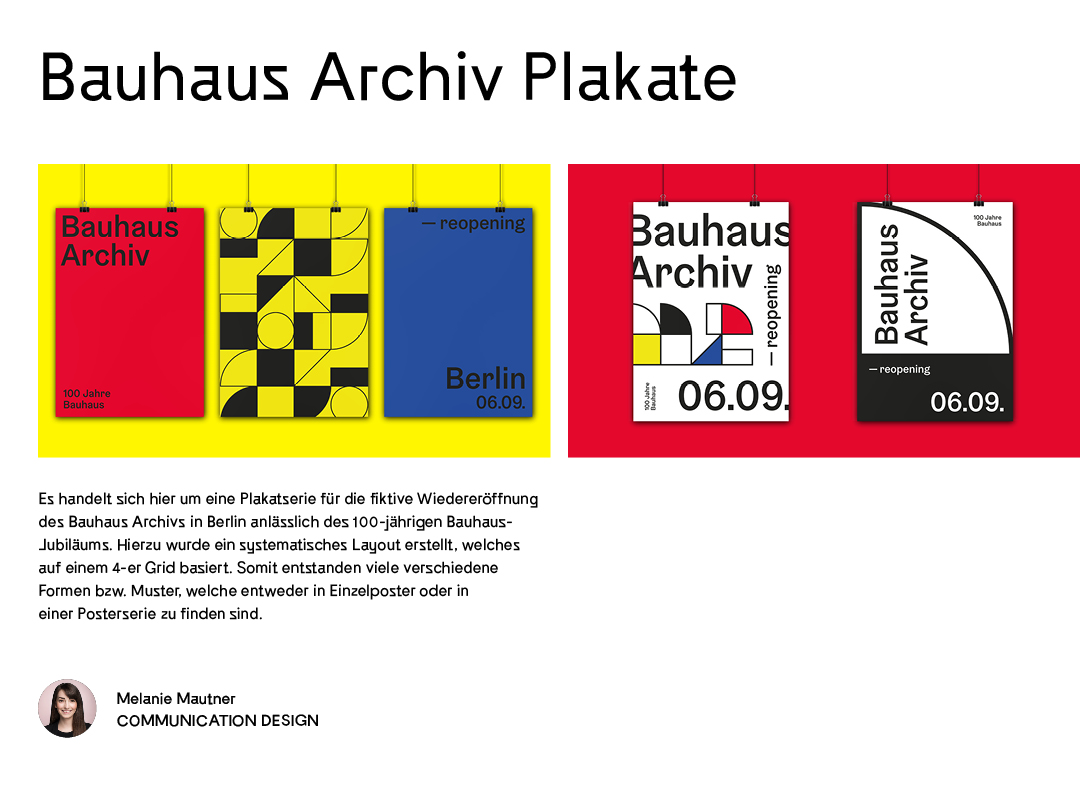 Bauhaus Archiv Plakate
Bauhaus
Archiv
100 Jahre
Bauhaus
— reopening
Berlin
06.09.
Bauhaus
Archiv
— reopening
100 Jahre
Bauhaus
06.09.
100 Jahre
Bauhaus
Bauhaus
Archiv
— reopening
06.09.
Es handelt sich hier um eine Plakatserie für die fiktive Wiedereröffnung
des Bauhaus Archivs in Berlin anlässlich des 100-jährigen Bauhaus-
Jubiläums. Hierzu wurde ein systematisches Layout erstellt, welches
auf einem 4-er Grid basiert. Somit entstanden viele verschiedene
Formen bzw. Muster, welche entweder in Einzelposter oder in
einer Posterserie zu finden sind.
Melanie Mautner
COMMUNICATION DESIGN